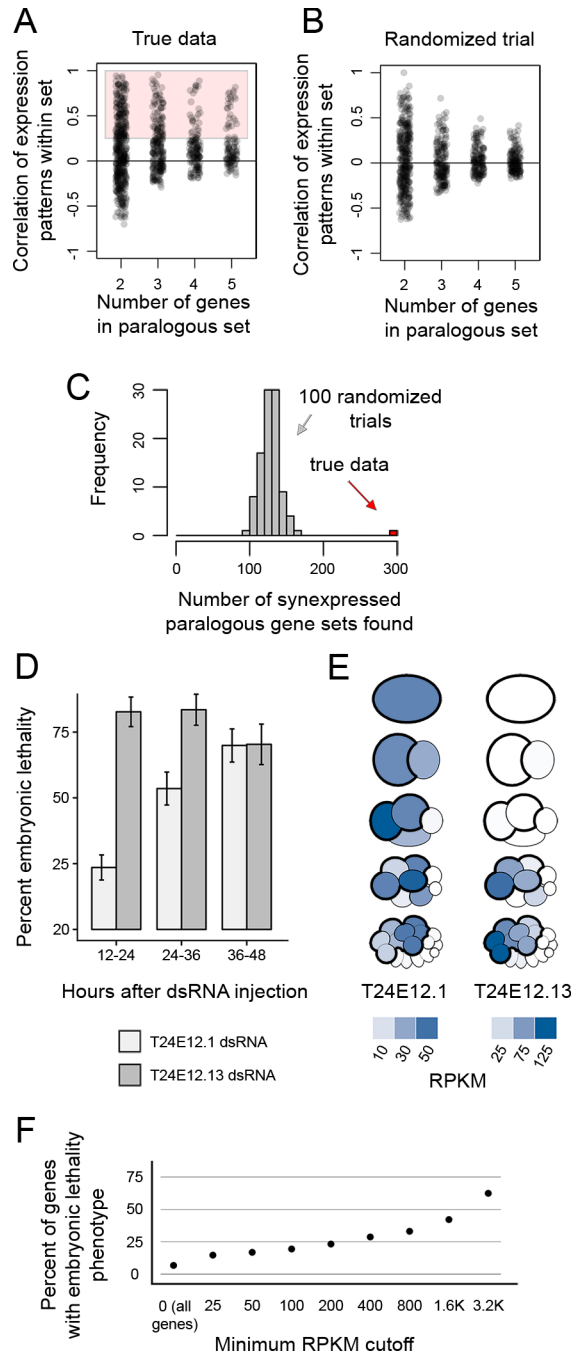 A
True data
Correlation of expression
patterns within set
1
0.5
0
-0.5
-1
2 3 4 5
Number of genes
in paralogous set
B
Randomized trial
Correlation of expression
patterns within set
1
0.5
0
-0.5
-1
2 3 4 5
Number of genes
in paralogous set
C
Frequency
30
20
10
0
100 randomized
trials
true data
0 100 200 300
Number of synexpressed
paralogous gene sets found
D
Percent embryonic lethality
75
50
25
20
12-24 24-36 36-48
Hours after dsRNA injection
T24E12.1 dsRNA
T24E12.13 dsRNA
E
T24E12.1 T24E12.13
10 30 50 25 75 125
RPKM
F
Percent of genes
with embryonic lethality
phenotype
75
50
25
0
0 (all 25 50 100 200 400 800 1.6K 3.2K
genes)
Minimum RPKM cutoff